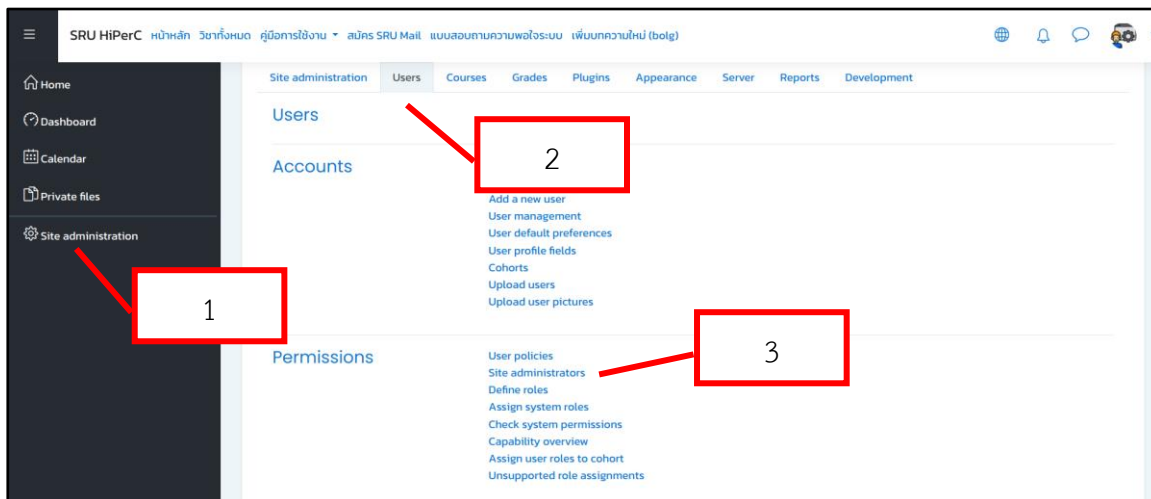 SRU HiPerC หน้าหลัก วิชาทั้งหมด คู่มือการใช้งาน สมัคร SRU Mail แบบสอบถามความพอใจระบบ เพิ่มบทความใหม่ (bolg)
Home
Dashboard
Calendar
Private files
Site administration
1
Site administration Users Courses Grades Plugins Appearance Server Reports Development
Users
2
Accounts
Add a new user
User management
User default preferences
User profile fields
Cohorts
Upload users
Upload user pictures
3
Permissions
User policies
Site administrators
Define roles
Assign system roles
Check system permissions
Capability overview
Assign user roles to cohort
Unsupported role assignments